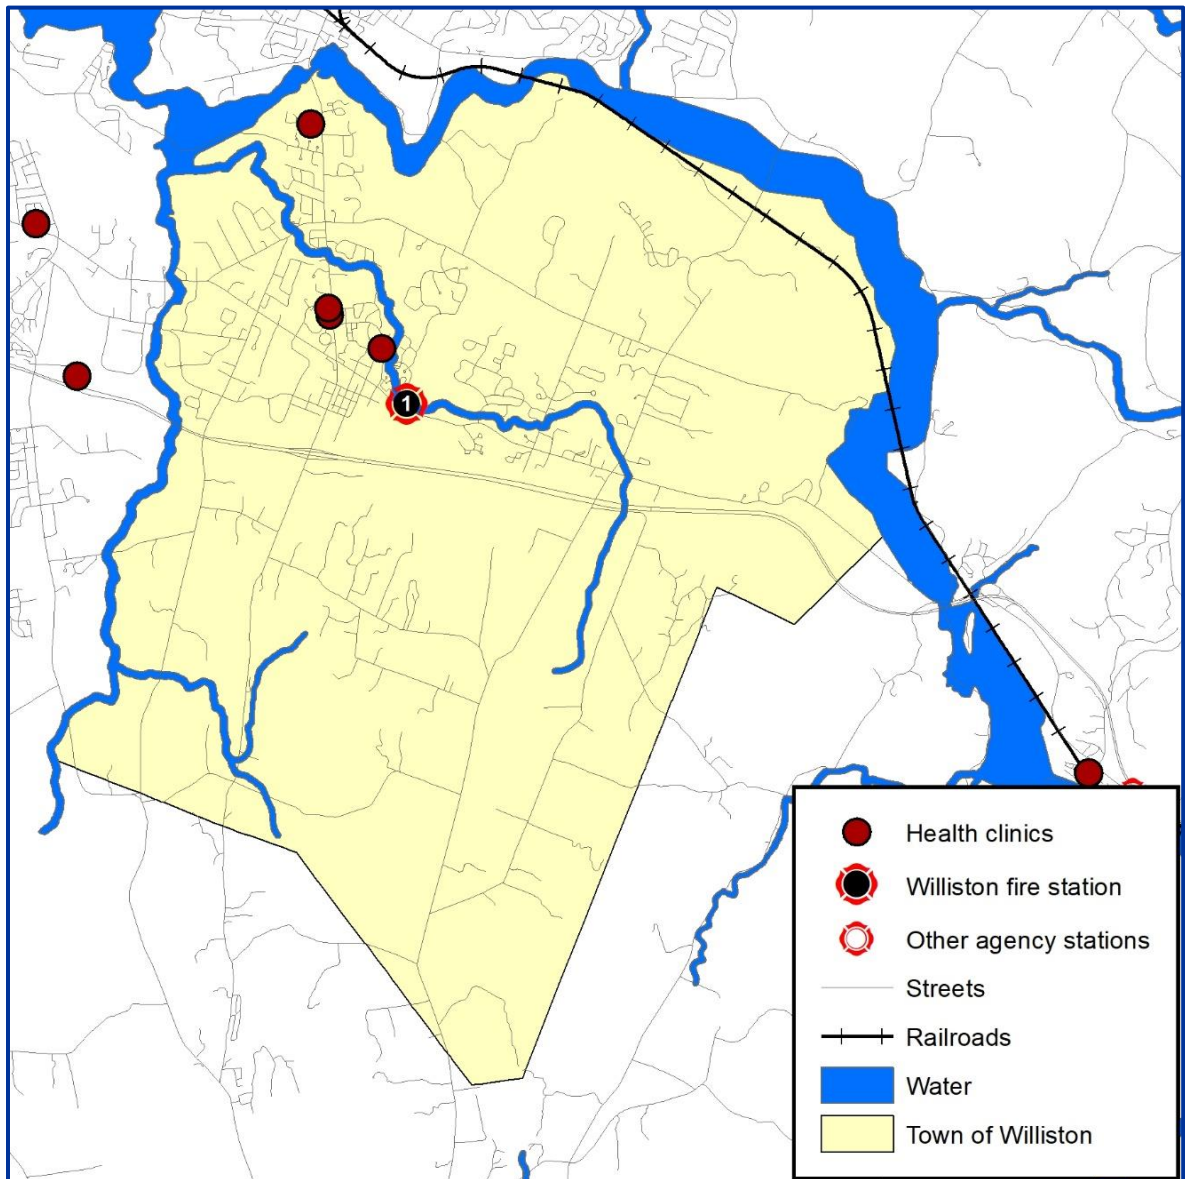 1
Health clinics
Williston fire station
Other agency stations
Streets
Railroads
Water
Town of Williston